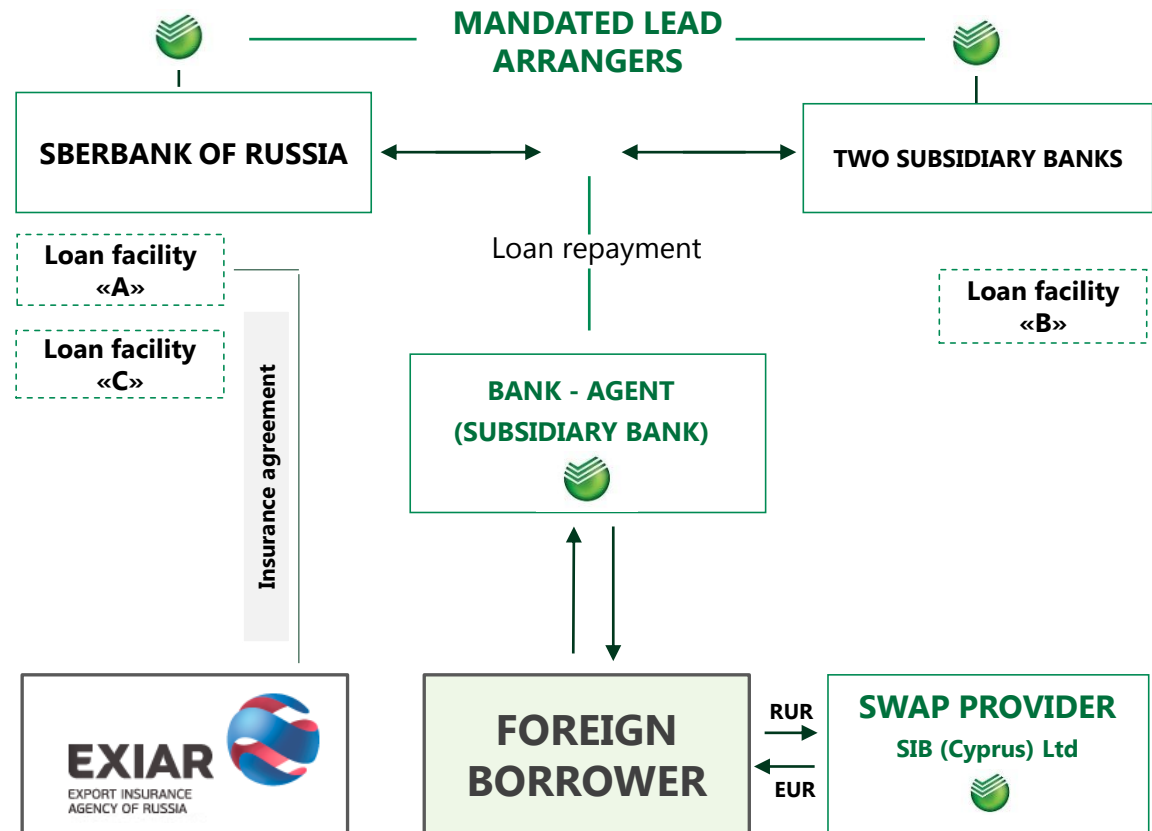 MANDATED LEAD
ARRANGERS
SBERBANK OF RUSSIA
TWO SUBSIDIARY BANKS
Loan facility
«A»
Loan repayment
Loan facility
«B»
Loan facility
«C»
Insurance agreement
BANK - AGENT
(SUBSIDIARY BANK)
EXIAR
EXPORT INSURANCE
AGENCY OF RUSSIA
FOREIGN
BORROWER
RUR
EUR
SWAP PROVIDER
SIB (Cyprus) Ltd